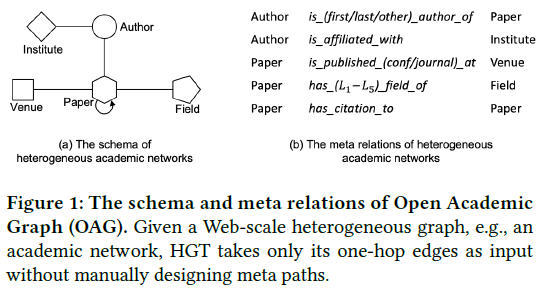 Author
Institute
Venue
Paper
Field
(a) The schema of
heterogeneous academic networks
Author is_(first/last/other)_author_of Paper
Author is_affiliated_with Institute
Paper is_published_(conf/journal)_at Venue
Paper has_(L1−L5)_field_of Field
Paper has_citation_to Paper
(b) The meta relations of heterogeneous
academic networks
Figure 1: The schema and meta relations of Open Academic
Graph (OAG). Given a Web-scale heterogeneous graph, e.g., an
academic network, HGT takes only its one-hop edges as input
without manually designing meta paths.